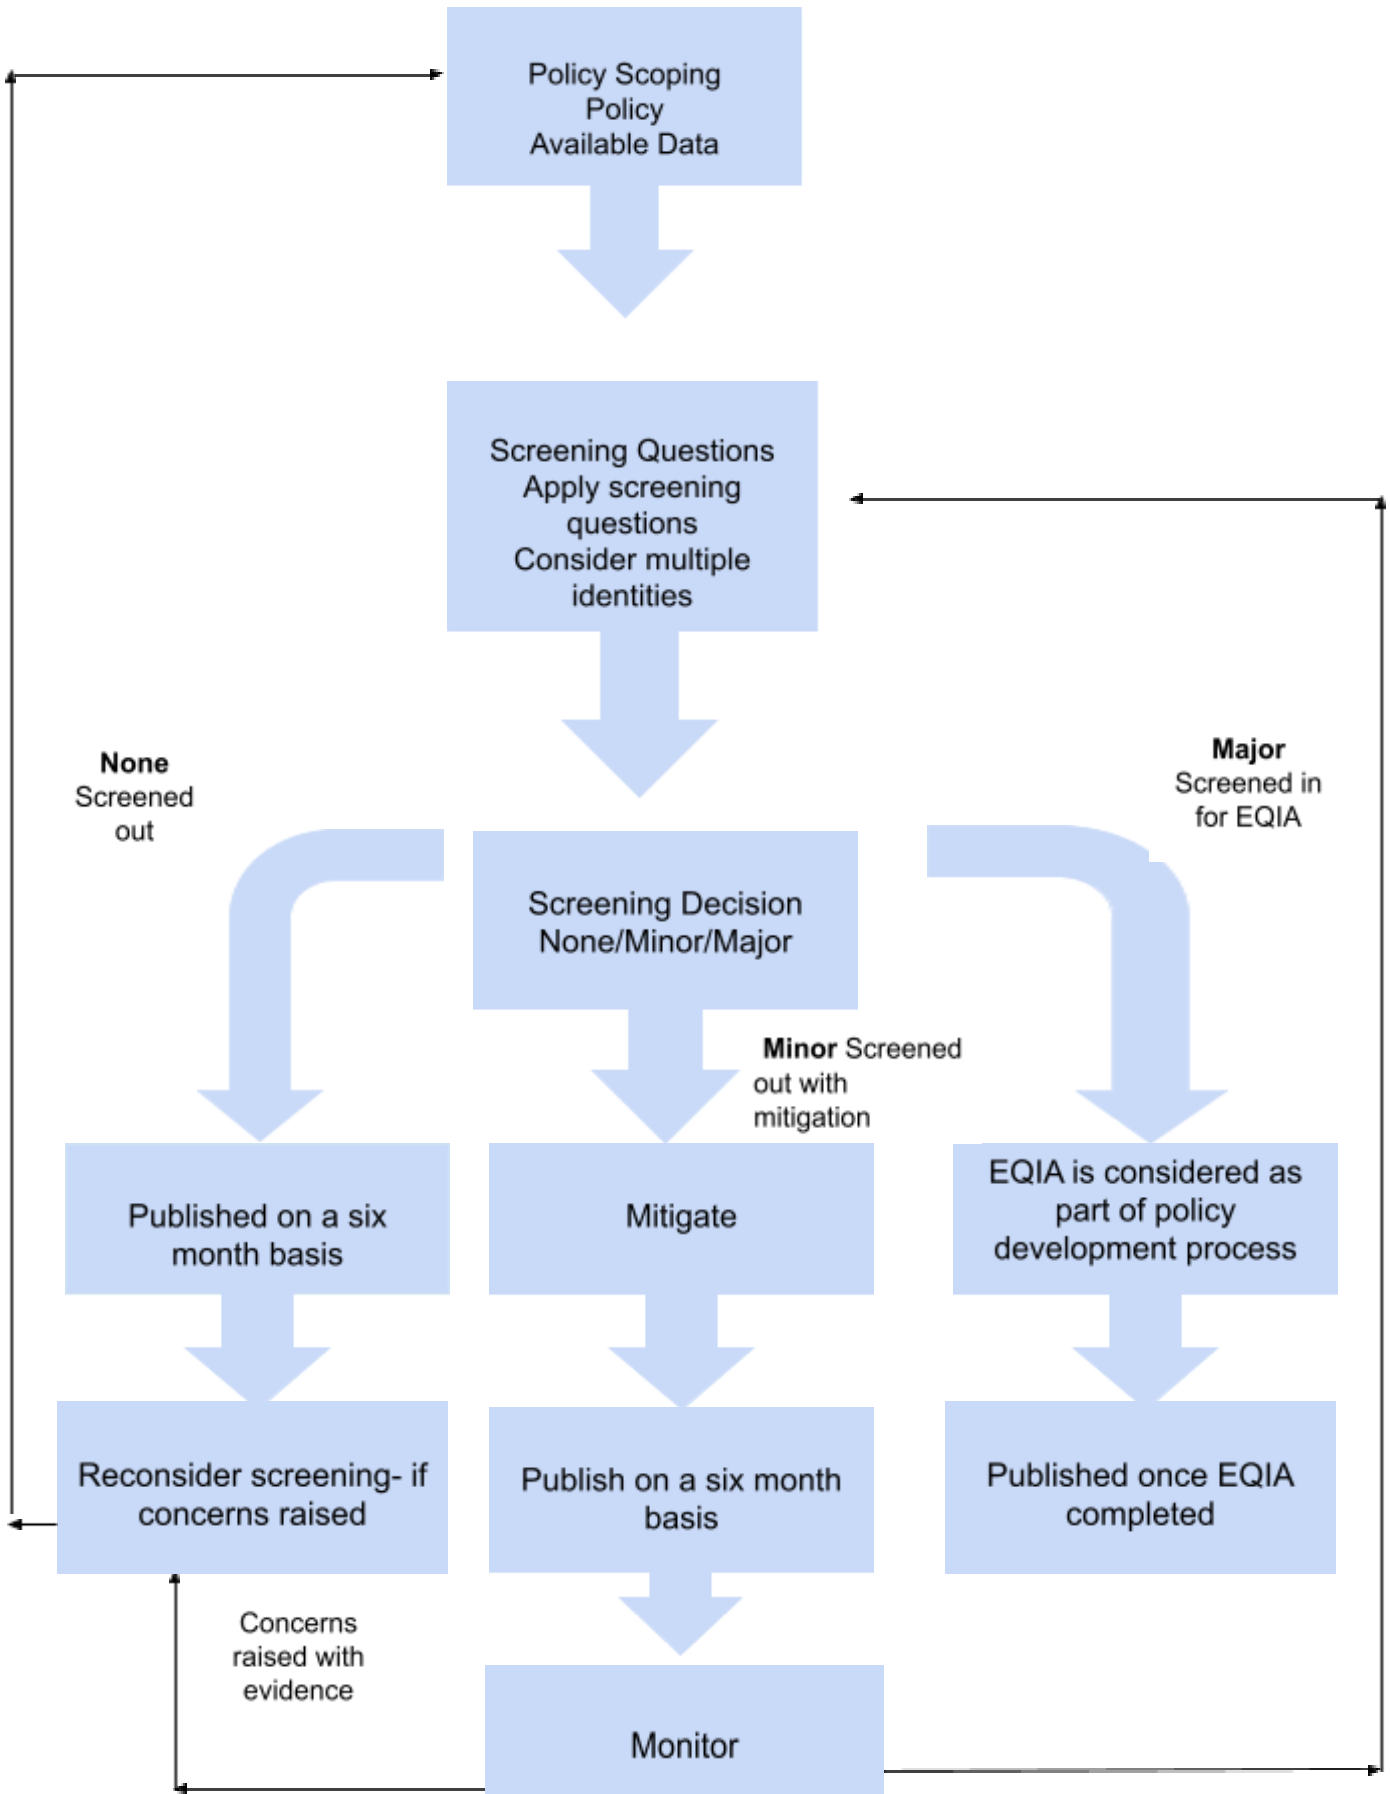 Policy Scoping
Policy
Available Data
Screening Questions
Apply screening
questions
Consider multiple
identities
None
Screened
out
Major
Screened in
for EQIA
Screening Decision
None/Minor/Major
Minor Screened
out with
mitigation
Published on a six
month basis
Mitigate
EQIA is considered as
part of policy
development process
Reconsider screening- if
concerns raised
Publish on a six month
basis
Published once EQIA
completed
Concerns
raised with
evidence
Monitor